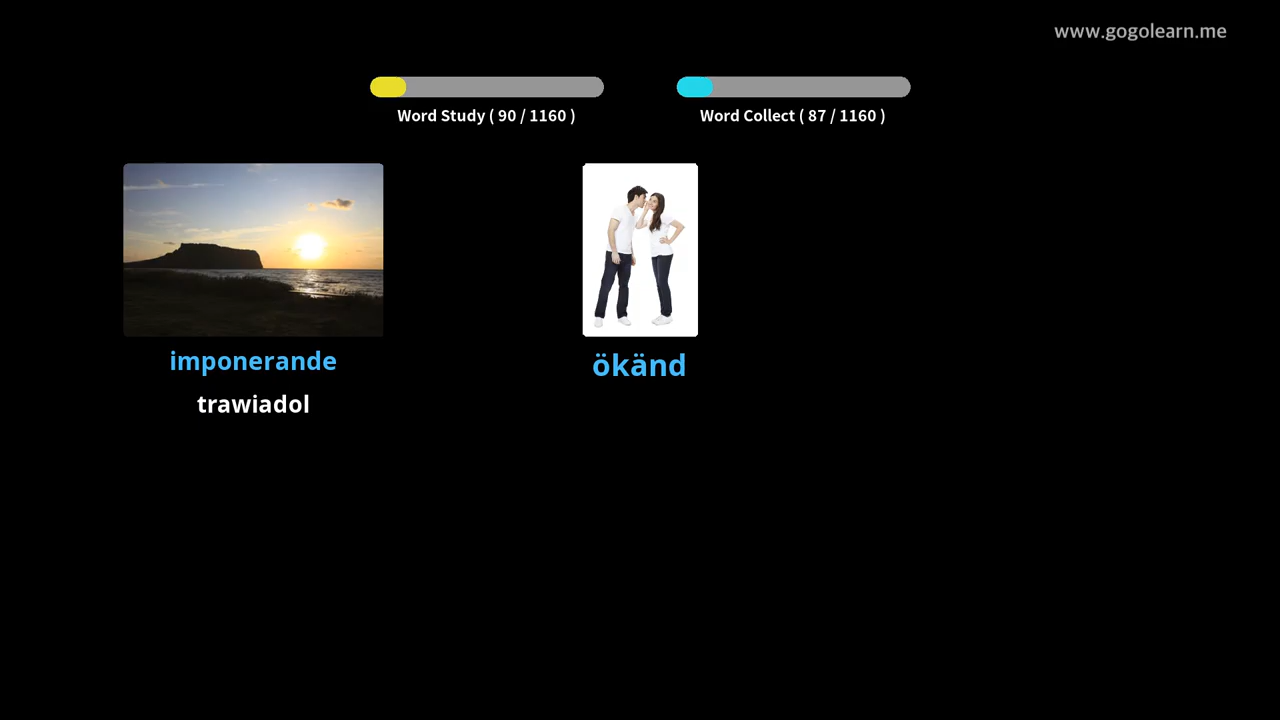 www.gogolearn.me
Word Study ( 90 / 1160 )
Word Collect ( 87 / 1160 )
imponerande
trawiadol
ökänd